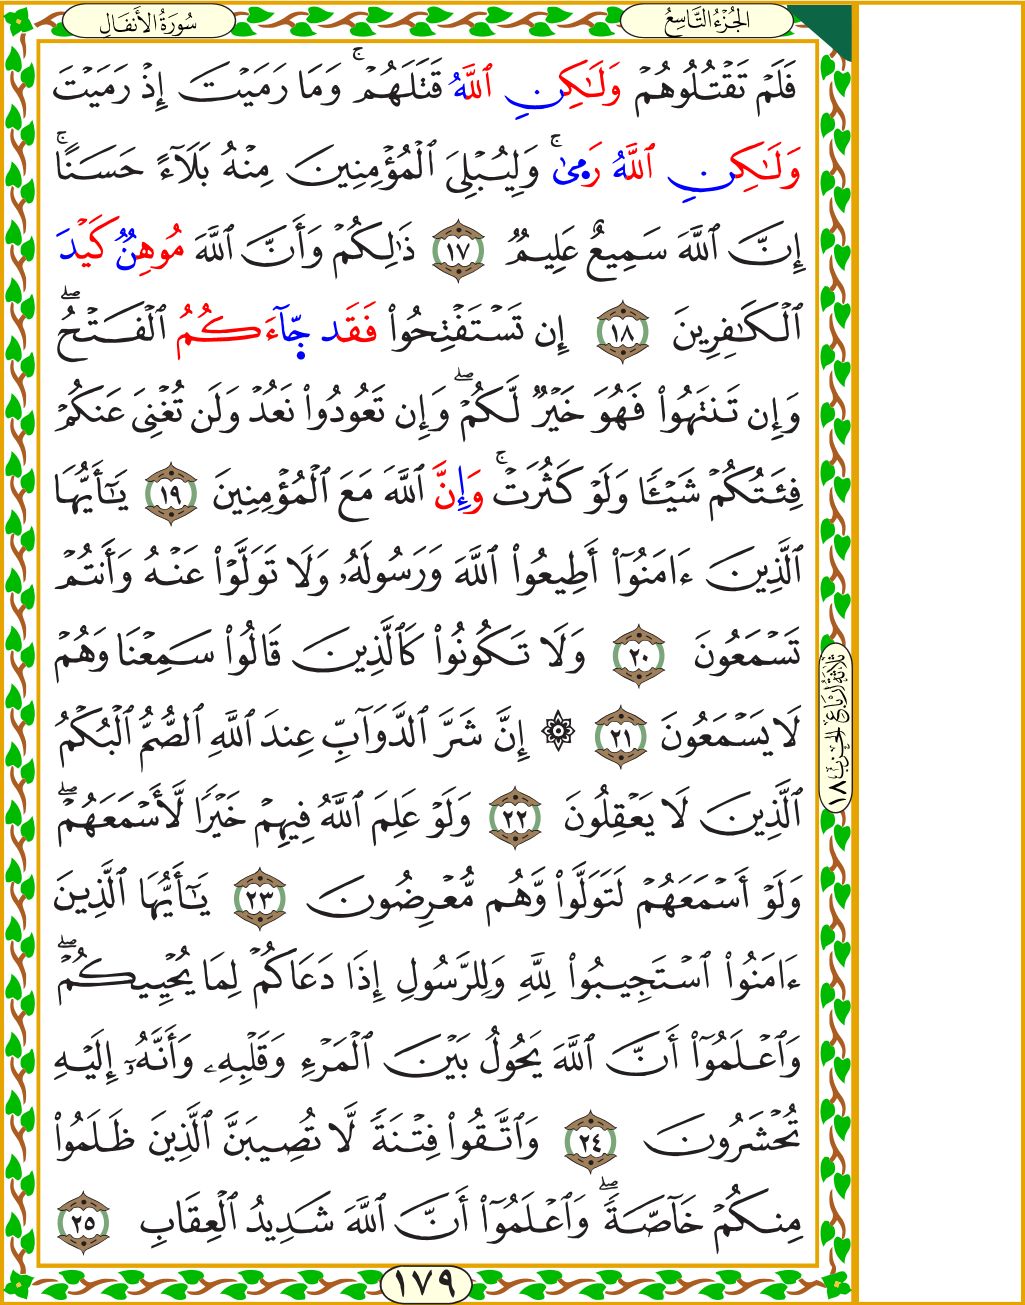 سُورَةُ الأَنفَالِ
الجُزْءُ التَّاسِعُ
فَلَمْ تَقْتُلُوهُمْ وَلَٰكِنِ ٱللَّهُ قَتَلَهُمْ ۚ وَمَا رَمَيْتَ إِذْ رَمَيْتَ
وَلَٰكِنِ ٱللَّهُ رَمَىٰ ۚ وَلِيُبْلِيَ ٱلْمُؤْمِنِينَ مِنْهُ بَلَآءً حَسَنًا ۚ
إِنَّ ٱللَّهَ سَمِيعٌ عَلِيمٌ ١٧ ذَٰلِكُمْ وَأَنَّ ٱللَّهَ مُوهِنٌ كَيْدَ
ٱلْكَٰفِرِينَ ١٨ إِن تَسْتَفْتِحُوا۟ فَقَد جَّآءَكُمُ ٱلْفَتْحُ ۖ
وَإِن تَنتَهُوا۟ فَهُوَ خَيْرٌ لَّكُمْ ۖ وَإِن تَعُودُوا۟ نَعُدْ وَلَن تُغْنِىَ عَنكُمْ
فِئَتُكُمْ شَيْـًٔا وَلَوْ كَثُرَتْ ۚ وَإِنَّ ٱللَّهَ مَعَ ٱلْمُؤْمِنِينَ ١٩ يَٰٓأَيُّهَا
ٱلَّذِينَ ءَامَنُوٓا۟ أَطِيعُوا۟ ٱللَّهَ وَرَسُولَهُۥ وَلَا تَوَلَّوْا۟ عَنْهُ وَأَنتُمْ
تَسْمَعُونَ ٢٠ وَلَا تَكُونُوا۟ كَٱلَّذِينَ قَالُوا۟ سَمِعْنَا وَهُمْ
لَا يَسْمَعُونَ ٢١ ۞ إِنَّ شَرَّ ٱلدَّوَآبِّ عِندَ ٱللَّهِ ٱلصُّمُّ ٱلْبُكْمُ
ٱلَّذِينَ لَا يَعْقِلُونَ ٢٢ وَلَوْ عَلِمَ ٱللَّهُ فِيهِمْ خَيْرًا لَّأَسْمَعَهُمْ ۖ
وَلَوْ أَسْمَعَهُمْ لَتَوَلَّوا۟ وَّهُم مُّعْرِضُونَ ٢٣ يَٰٓأَيُّهَا ٱلَّذِينَ
ءَامَنُوا۟ ٱسْتَجِيبُوا۟ لِلَّهِ وَلِلرَّسُولِ إِذَا دَعَاكُمْ لِمَا يُحْيِيكُمْ ۖ
وَٱعْلَمُوٓا۟ أَنَّ ٱللَّهَ يَحُولُ بَيْنَ ٱلْمَرْءِ وَقَلْبِهِۦ وَأَنَّهُۥٓ إِلَيْهِ
تُحْشَرُونَ ٢٤ وَٱتَّقُوا۟ فِتْنَةً لَّا تُصِيبَنَّ ٱلَّذِينَ ظَلَمُوا۟
مِنكُمْ خَآصَّةً ۖ وَٱعْلَمُوٓا۟ أَنَّ ٱللَّهَ شَدِيدُ ٱلْعِقَابِ ٢٥
ثَلَاثَةُ أَرْبَاعِ الحِزْبِ ١٨
١٧٩